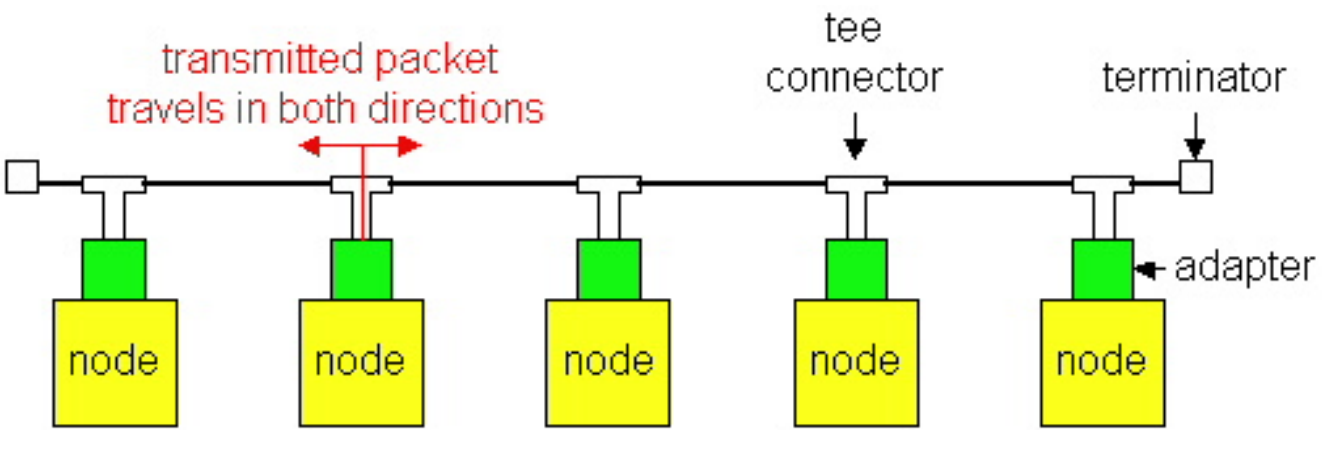 transmitted packet
travels in both directions
tee
connector
terminator
adapter
node
node
node
node
node